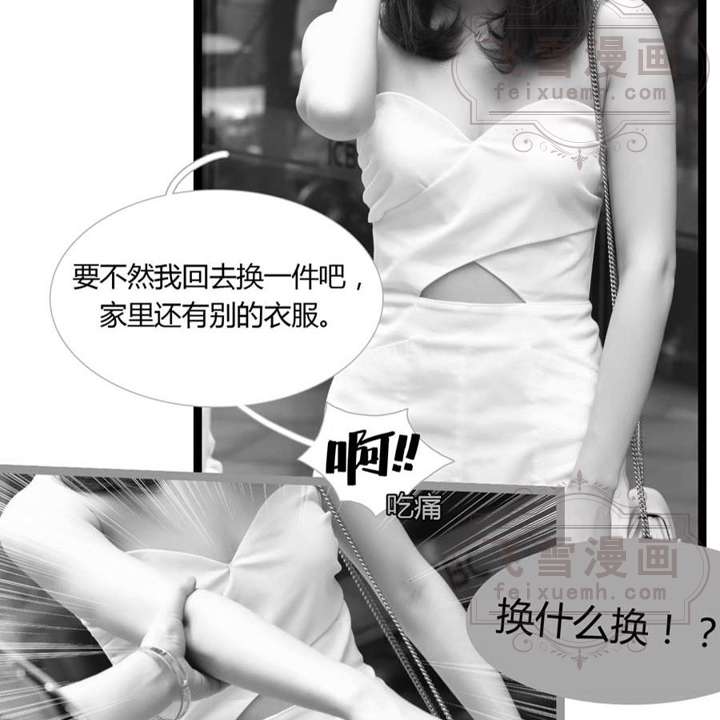 飞雪漫画
feixuemh.com
要不然我回去换一件吧，
家里还有别的衣服。
啊!!
吃痛
飞雪漫画
feixuemh.com
换什么换！？